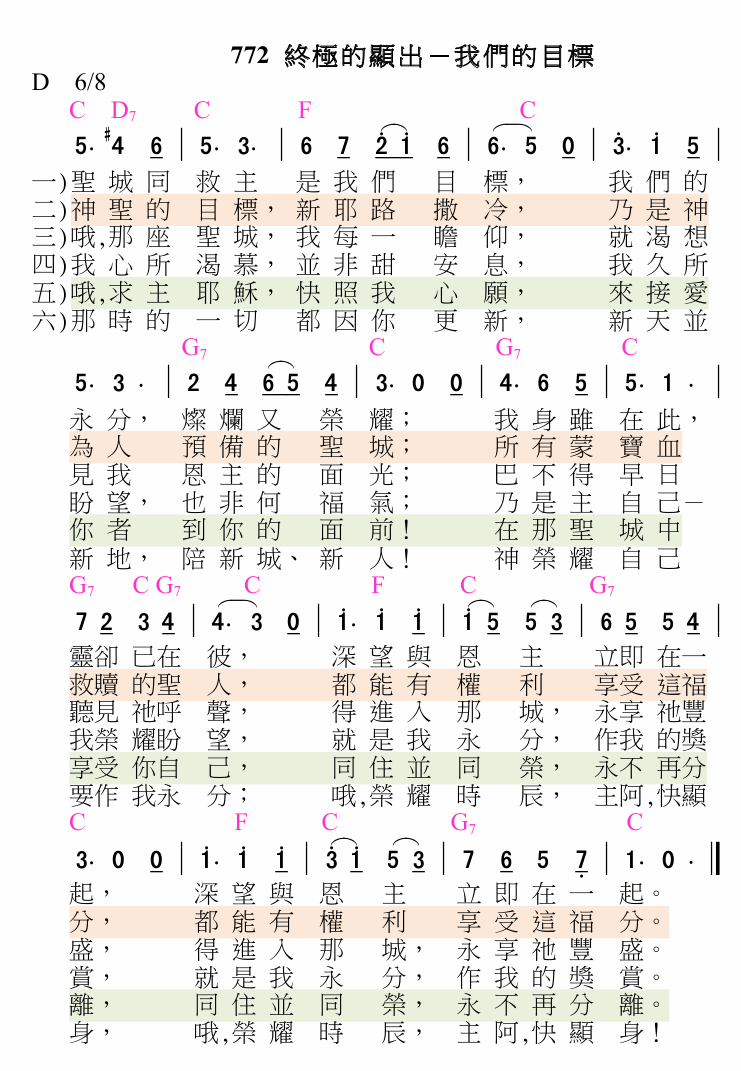 772 終極的顯出－我們的目標
D 6/8
C D7 C F C
5. #4 6 | 5. 3. | 6 7 2 1 6 | 6. 5 0 | 3. 1 5 |
一)聖城同救主是我們目標，我們的
二)神聖的目標，新耶路撒冷，乃是神
三)哦,那座聖城，我每一瞻仰，就渴想
四)我心所渴慕，並非甜安息，我久所
五)哦,求主耶穌，快照我心願，來接愛
六)那時的一切都因你更新，新天並
G7 C G7 C
5. 3 . | 2 4 6 5 4 | 3. 0 0 | 4. 6 5 | 5. 1 . |
永分，燦爛又榮耀；我身雖在此，
為人預備的聖城；所有蒙寶血
見我恩主的面光；巴不得早日
盼望，也非何福氣；乃是主自己－
你者到你的面前！在那聖城中
新地，陪新城、新人！神榮耀自己
G7 C G7 C F C G7
7 2 3 4 | 4. 3 0 | 1. 1 1 | 1 5 5 3 | 6 5 5 4 |
靈卻已在彼，深望與恩主立即在一
救贖的聖人，都能有權利享受這福
聽見祂呼聲，得進入那城，永享祂豐
我榮耀盼望，就是我永分，作我的獎
享受你自己，同住並同榮，永不再分
要作我永分；哦,榮耀時辰，主阿,快顯
C F C G7 C
3. 0 0 | 1. 1 1 | 3 1 5 3 | 7 6 5 7 | 1. 0 . ||
起，深望與恩主立即在一起。
分，都能有權利享受這福分。
盛，得進入那城，永享祂豐盛。
賞，就是我永分，作我的獎賞。
離，同住並同榮，永不再分離。
身，哦,榮耀時辰，主阿,快顯身！